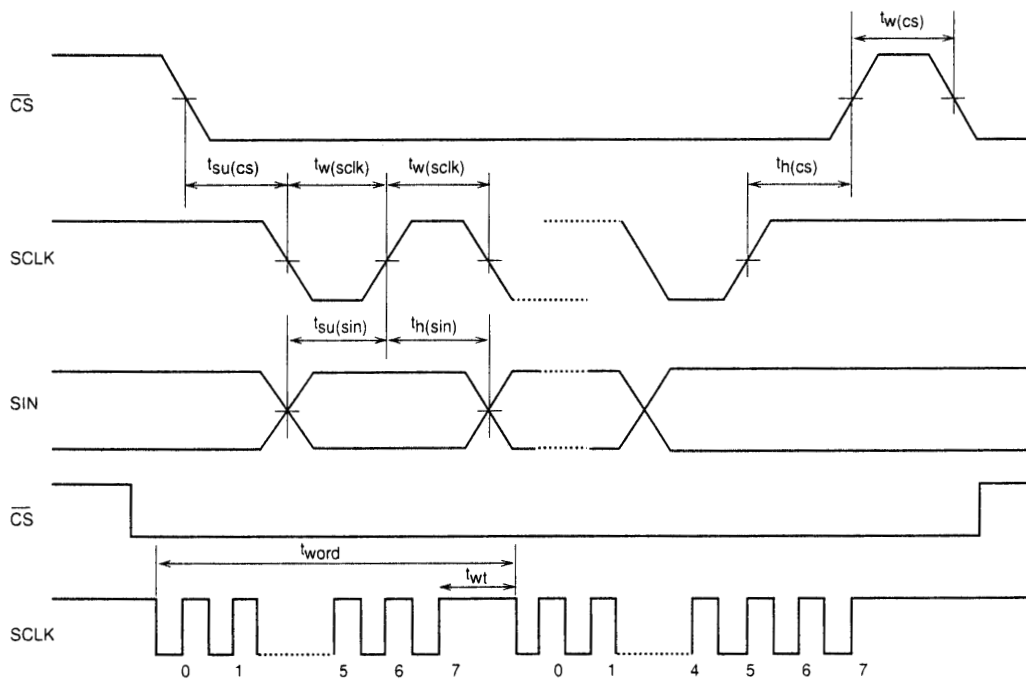 tw(cs)
CS
tsu(cs) tw(sclk) tw(sclk) th(cs)
SCLK
tsu(sin) th(sin)
SIN
CS
tword
twt
SCLK
0 1 5 6 7 0 1 4 5 6 7